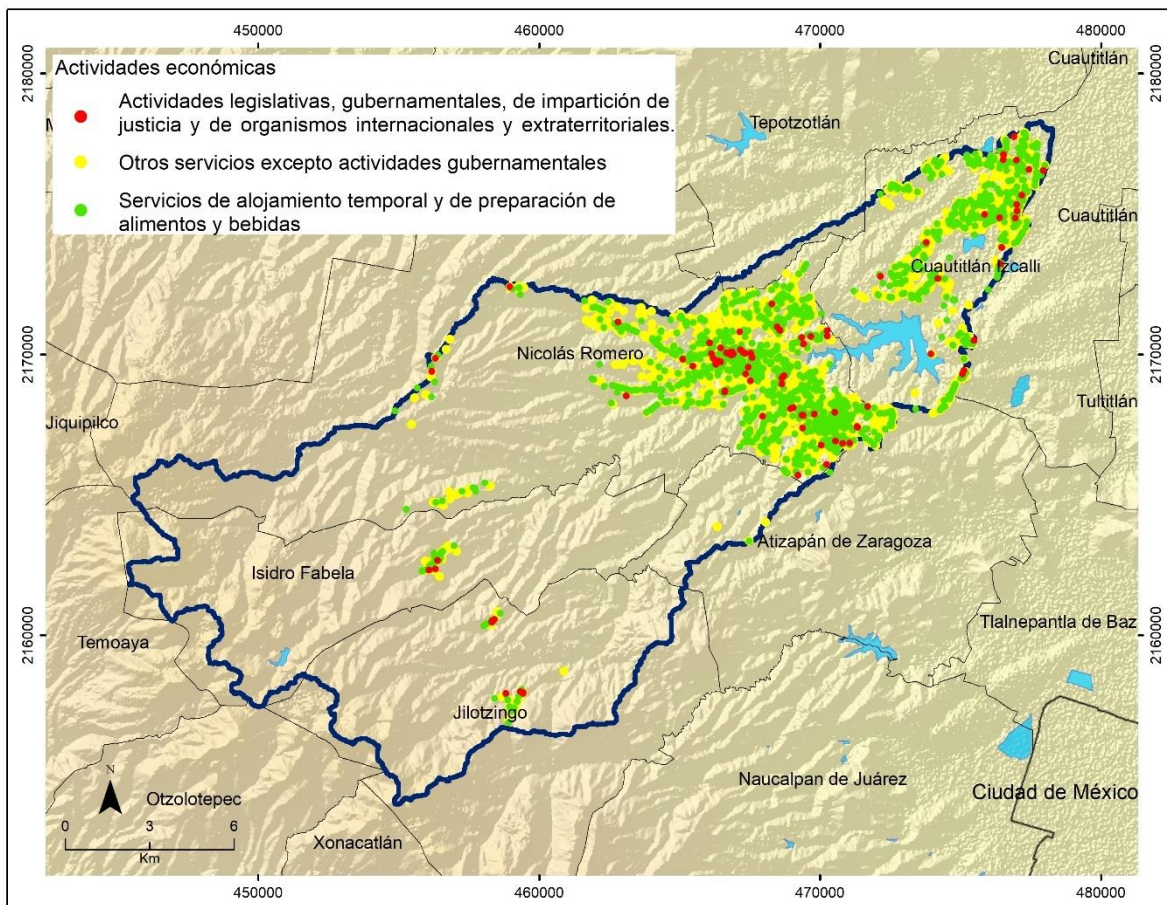 450000 460000 470000 480000
2180000 2180000
Cuautitlán
Actividades económicas
Actividades legislativas, gubernamentales, de impartición de
justicia y de organismos internacionales y extraterritoriales.
Otros servicios excepto actividades gubernamentales
Servicios de alojamiento temporal y de preparación de
alimentos y bebidas
Tepotzotlán
Cuautitlán
Cuautitlán Izcalli
2170000 2170000
Nicolás Romero
Jiquipilco
Tultitlán
Atizapán de Zaragoza
Isidro Fabela
2160000 2160000
Temoaya
Tlalnepantla de Baz
Jilotzingo
Naucalpan de Juárez
N
Otzolotepec
Ciudad de México
0 3 6
Km
Xonacatlán
450000 460000 470000 480000